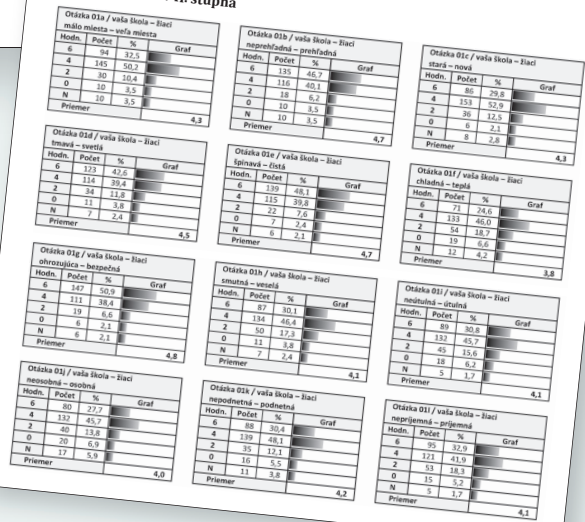 II. stupňa
Otázka 01a / vaša škola – žiaci
málo miesta – veľa miesta
Hodn. Počet % Graf
6 94 32,5
4 145 50,2
2 30 10,4
0 10 3,5
N 10 3,5
Priemer 4,3
Otázka 01b / vaša škola – žiaci
neprehľadná – prehľadná
Hodn. Počet % Graf
6 135 46,7
4 116 40,1
2 18 6,2
0 10 3,5
N 10 3,5
Priemer 4,7
Otázka 01c / vaša škola – žiaci
stará – nová
Hodn. Počet % Graf
6 86 29,8
4 153 52,9
2 36 12,5
0 6 2,1
N 8 2,8
Priemer 4,3
Otázka 01d / vaša škola – žiaci
tmavá – svetlá
Hodn. Počet % Graf
6 123 42,6
4 114 39,4
2 34 11,8
0 11 3,8
N 7 2,4
Priemer 4,5
Otázka 01e / vaša škola – žiaci
špinavá – čistá
Hodn. Počet % Graf
6 139 48,1
4 115 39,8
2 22 7,6
0 7 2,4
N 6 2,1
Priemer 4,7
Otázka 01f / vaša škola – žiaci
chladná – teplá
Hodn. Počet % Graf
6 71 24,6
4 133 46,0
2 54 18,7
0 19 6,6
N 12 4,2
Priemer 3,8
Otázka 01g / vaša škola – žiaci
ohrozujúca – bezpečná
Hodn. Počet % Graf
6 147 50,9
4 111 38,4
2 19 6,6
0 6 2,1
N 6 2,1
Priemer 4,8
Otázka 01h / vaša škola – žiaci
smutná – veselá
Hodn. Počet % Graf
6 87 30,1
4 134 46,4
2 50 17,3
0 11 3,8
N 7 2,4
Priemer 4,1
Otázka 01i / vaša škola – žiaci
neútulná – útulná
Hodn. Počet % Graf
6 89 30,8
4 132 45,7
2 45 15,6
0 18 6,2
N 5 1,7
Priemer 4,1
Otázka 01j / vaša škola – žiaci
neosobná – osobná
Hodn. Počet % Graf
6 80 27,7
4 132 45,7
2 40 13,8
0 20 6,9
N 17 5,9
Priemer 4,0
Otázka 01k / vaša škola – žiaci
nepodnetná – podnetná
Hodn. Počet % Graf
6 88 30,4
4 139 48,1
2 35 12,1
0 16 5,5
N 11 3,8
Priemer 4,2
Otázka 01l / vaša škola – žiaci
nepríjemná – príjemná
Hodn. Počet % Graf
6 95 32,9
4 121 41,9
2 53 18,3
0 15 5,2
N 5 1,7
Priemer 4,1